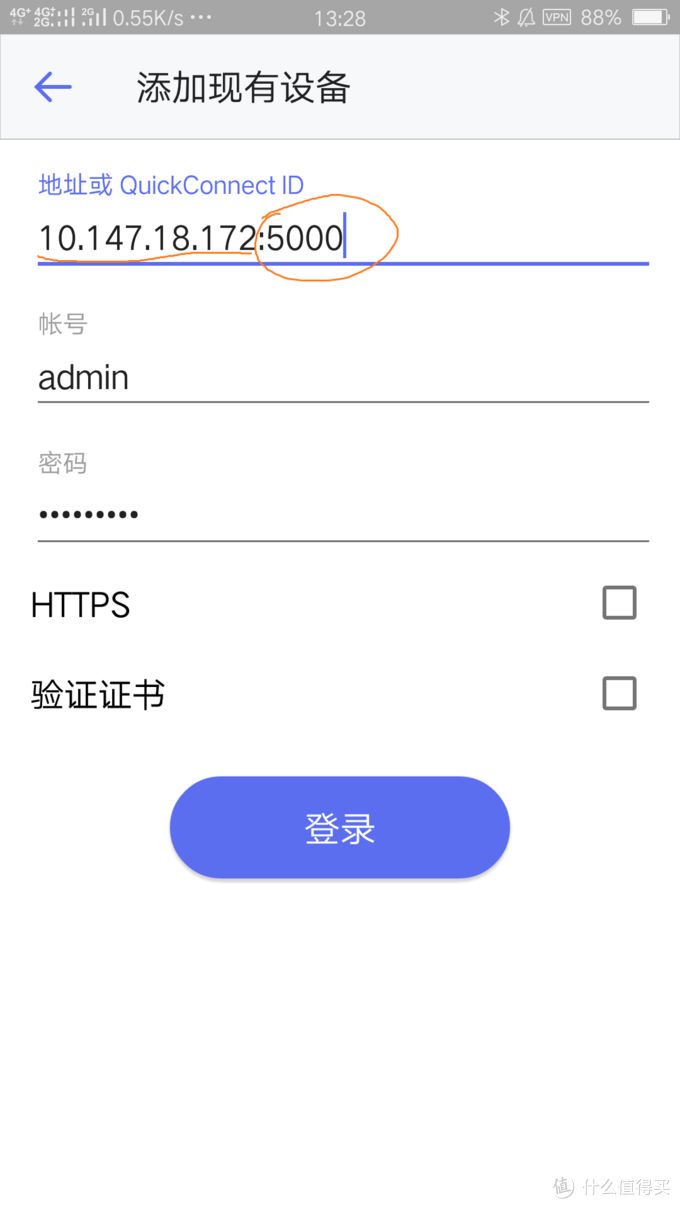 4G+ 4G+ 2G 2G 0.55K/s ··· 13:28 VPN 88%
添加现有设备
地址或 QuickConnect ID
10.147.18.172:5000
帐号
admin
密码
•••••••••
HTTPS
验证证书
登录
值 什么值得买